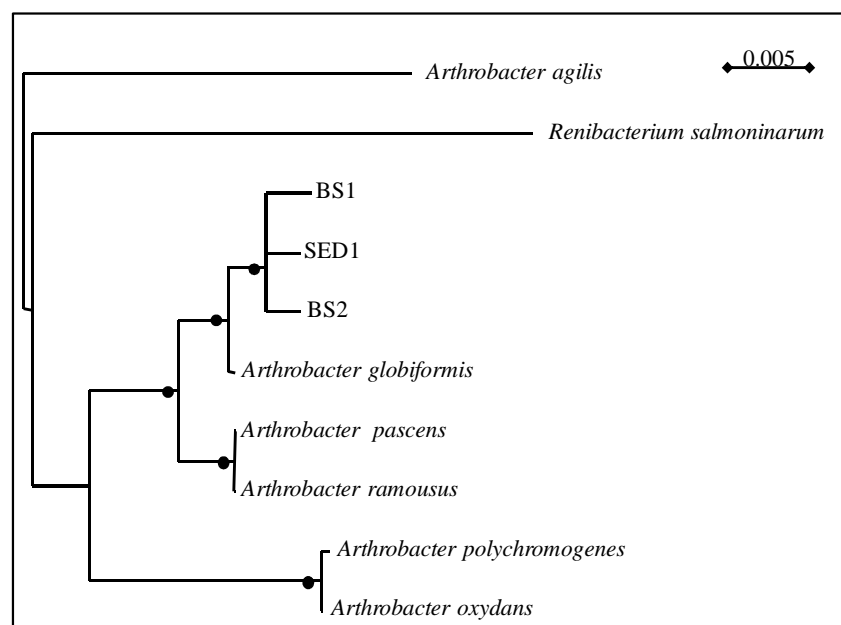 0.005
Arthrobacter agilis
Renibacterium salmoninarum
BS1
SED1
BS2
Arthrobacter globiformis
Arthrobacter pascens
Arthrobacter ramousus
Arthrobacter polychromogenes
Arthrobacter oxydans